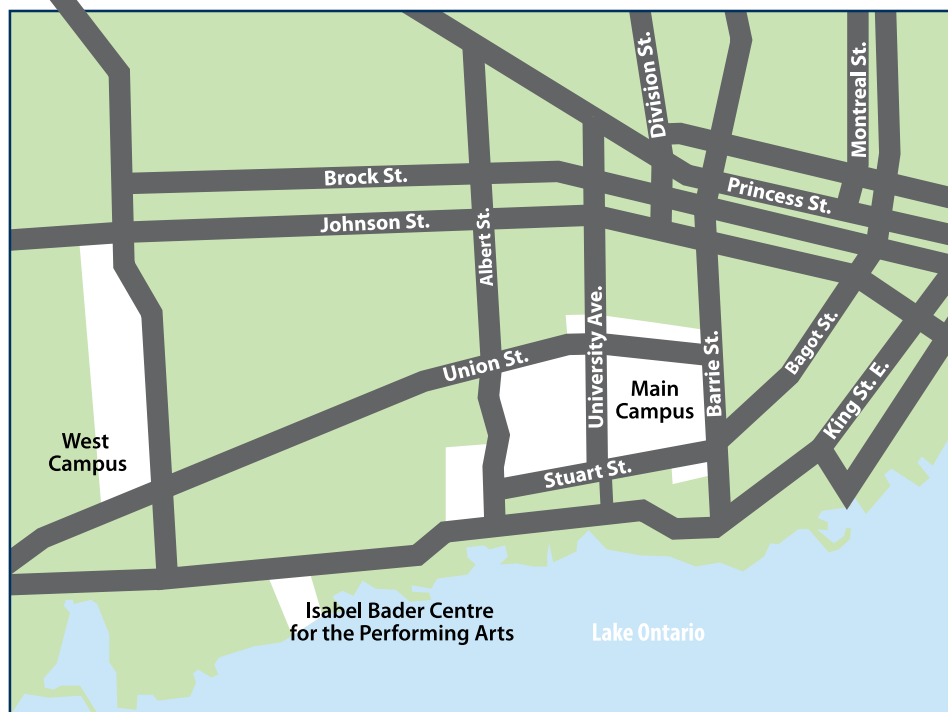 Division St.
Montreal St.
Brock St.
Princess St.
Johnson St.
Albert St.
University Ave.
Union St.
Barrie St.
Bagot St.
King St. E.
Main
Campus
West
Campus
Stuart St.
Isabel Bader Centre
for the Performing Arts
Lake Ontario